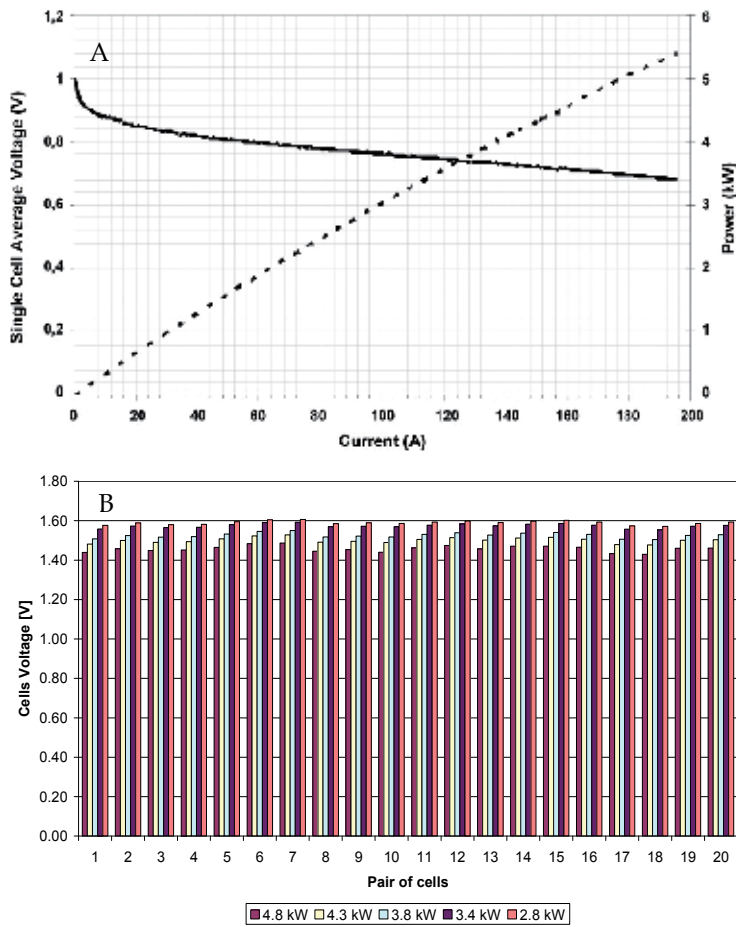 A
Single Cell Average Voltage (V)
1,2
1
0,8
0,6
0,4
0,2
0
6
5
4
3
2
1
0
Power (kW)
0 20 40 60 80 100 120 140 160 180 200
Current (A)
B
Cells Voltage [V]
1.80
1.60
1.40
1.20
1.00
0.80
0.60
0.40
0.20
0.00
1 2 3 4 5 6 7 8 9 10 11 12 13 14 15 16 17 18 19 20
Pair of cells
4.8 kW 4.3 kW 3.8 kW 3.4 kW 2.8 kW